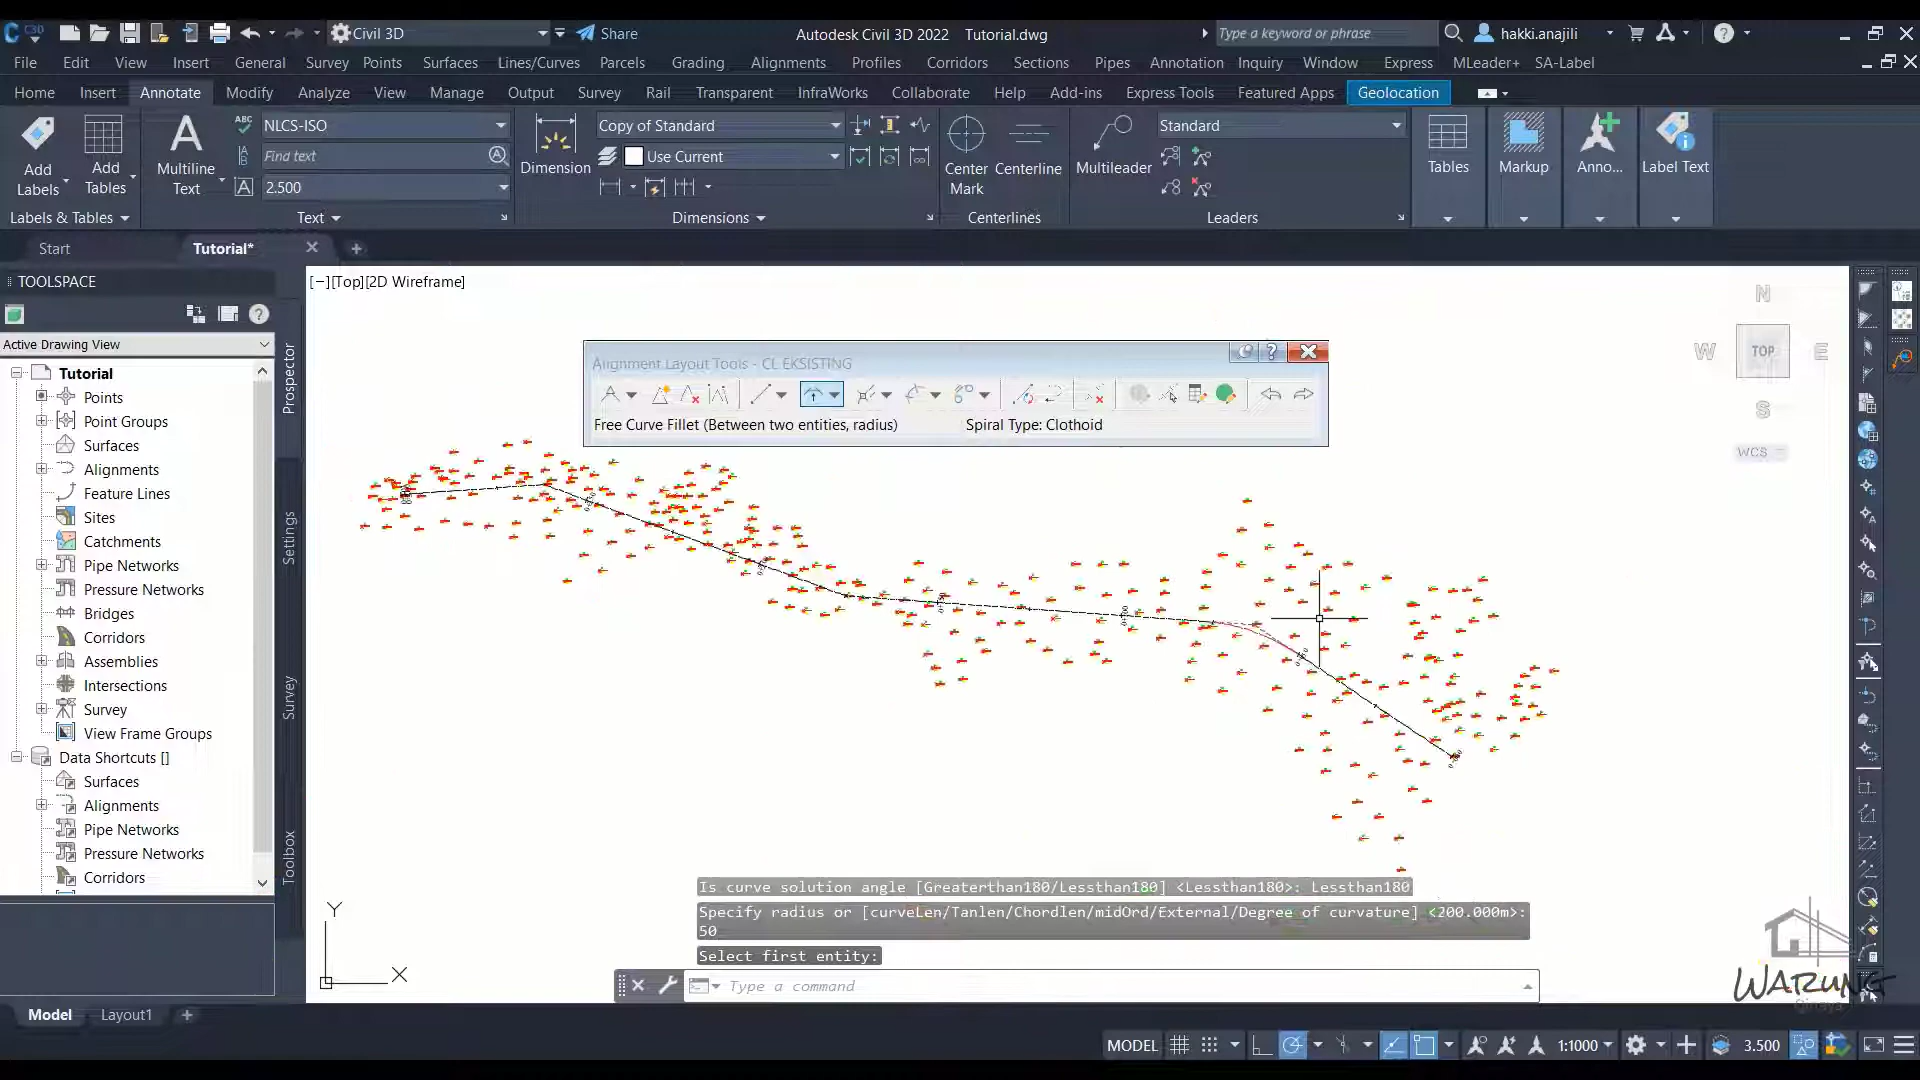 C3D
Civil 3D
Share
Autodesk Civil 3D 2022 Tutorial.dwg
Type a keyword or phrase
hakki.anajili
File Edit View Insert General Survey Points Surfaces Lines/Curves Parcels Grading Alignments Profiles Corridors Sections Pipes Annotation Inquiry Window Express MLeader+ SA-Label
Home Insert Annotate Modify Analyze View Manage Output Survey Rail Transparent InfraWorks Collaborate Help Add-ins Express Tools Featured Apps Geolocation
Add
Labels
Add
Tables
Labels & Tables
Multiline
Text
ABC
NLCS-ISO
Find text
2.500
Text
Dimension
Copy of Standard
Use Current
Dimensions
Center
Mark
Centerline
Centerlines
Multileader
Standard
Leaders
Tables
Markup
Anno...
Label Text
Start
Tutorial*
TOOLSPACE
Active Drawing View
Tutorial
Points
Point Groups
Surfaces
Alignments
Feature Lines
Sites
Catchments
Pipe Networks
Pressure Networks
Bridges
Corridors
Assemblies
Intersections
Survey
View Frame Groups
Data Shortcuts []
Surfaces
Alignments
Pipe Networks
Pressure Networks
Corridors
Prospector
Settings
Survey
Toolbox
[−][Top][2D Wireframe]
Alignment Layout Tools - CL EKSISTING
Free Curve Fillet (Between two entities, radius)
Spiral Type: Clothoid
N
W
TOP
E
S
WCS
Y
X
Is curve solution angle [Greaterthan180/Lessthan180] <Lessthan180>: Lessthan180
Specify radius or [curveLen/Tanlen/Chordlen/midOrd/External/Degree of curvature] <200.000m>:
50
Select first entity:
Type a command
WARUNG
Model
Layout1
MODEL
1:1000
3.500